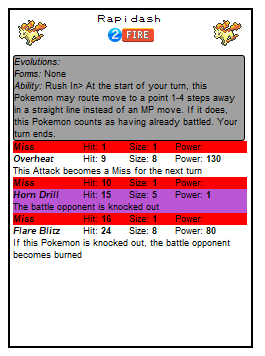 Rapidash
2 FIRE
Evolutions:
Forms: None
Ability: Rush In> At the start of your turn, this
Pokemon may route move to a point 1-4 steps away
in a straight line instead of an MP move. If it does,
this Pokemon counts as having already battled. Your
turn ends.
Miss Hit: 1 Size: 1 Power:
Overheat Hit: 9 Size: 8 Power: 130
This Attack becomes a Miss for the next turn
Miss Hit: 10 Size: 1 Power:
Horn Drill Hit: 15 Size: 5 Power: 1
The battle opponent is knocked out
Miss Hit: 16 Size: 1 Power:
Flare Blitz Hit: 24 Size: 8 Power: 80
If this Pokemon is knocked out, the battle opponent
becomes burned